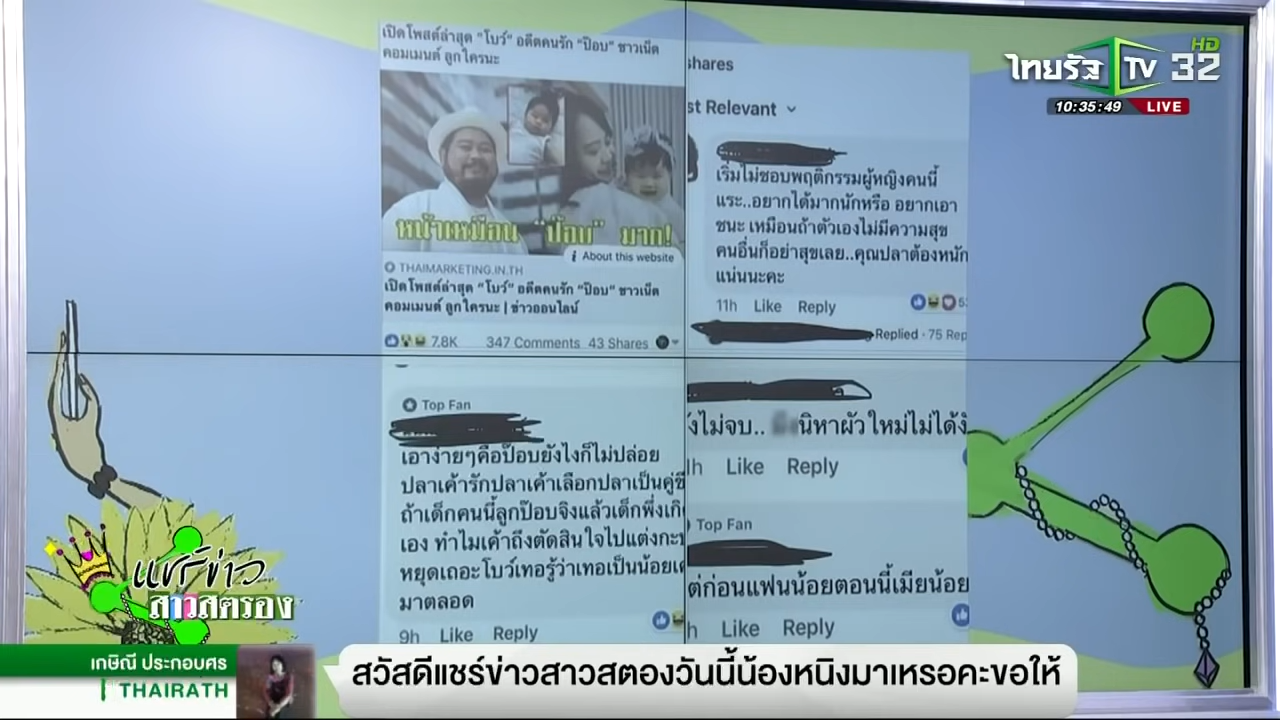 เปิดโพสต์ล่าสุด "โบว์" อดีตคนรัก "ป๊อบ" ชาวเน็ต
คอมเมนต์ ลูกใครนะ
หน้าเหมือน "ป๊อบ" มาก!
i About this website
THAIMARKETING.IN.TH
เปิดโพสต์ล่าสุด "โบว์" อดีตคนรัก "ป๊อบ" ชาวเน็ต
คอมเมนต์ ลูกใครนะ | ข่าวออนไลน์
7.8K 347 Comments 43 Shares
shares
st Relevant
เริ่มไม่ชอบพฤติกรรมผู้หญิงคนนี้
แระ..อยากได้มากนักหรือ อยากเอา
ชนะ เหมือนถ้าตัวเองไม่มีความสุข
คนอื่นก็อย่าสุขเลย..คุณปลาต้องหนัก
แน่นนะคะ
11h Like Reply
Replied · 75 Rep
Top Fan
เอาง่ายๆคือป๊อบยังไงก็ไม่ปล่อย
ปลาเค้ารักปลาเค้าเลือกปลาเป็นคู่ชี
ถ้าเด็กคนนี้ลูกป๊อบจิงแล้วเด็กพึ่งเกิ
เอง ทำไมเค้าถึงตัดสินใจไปแต่งกะ
หยุดเถอะโบว์เทอรู้ว่าเทอเป็นน้อยเค
มาตลอด
9h Like Reply
ังไม่จบ.. นิหาผัวใหม่ไม่ได้
1h Like Reply
Top Fan
ต่ก่อนแฟนน้อยตอนนี้เมียน้อย
h Like Reply
ไทยรัฐ TV 32 HD
10:35:49 LIVE
แชร์ข่าว
สาวสตรอง
เกษิณี ประกอบศร
THAIRATH
สวัสดีแชร์ข่าวสาวสตองวันนี้น้องหนิงมาเหรอคะขอให้